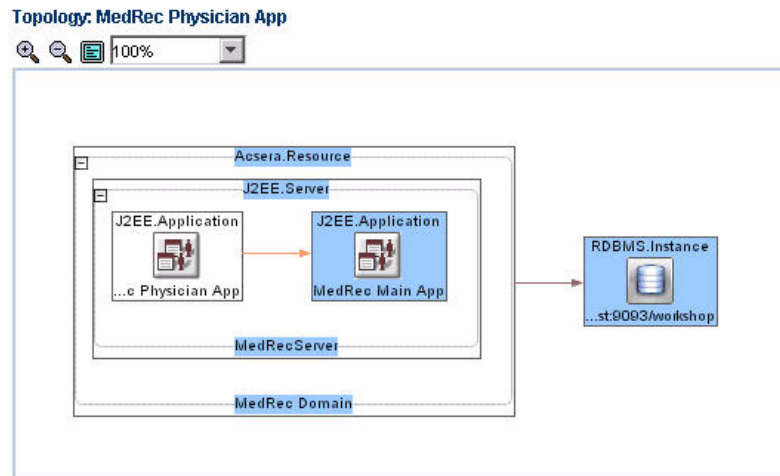 Topology: MedRec Physician App
100%
Acsera.Resource
J2EE.Server
J2EE.Application
J2EE.Application
...c Physician App
MedRec Main App
RDBMS.Instance
...st:9093/workshop
MedRecServer
MedRec Domain